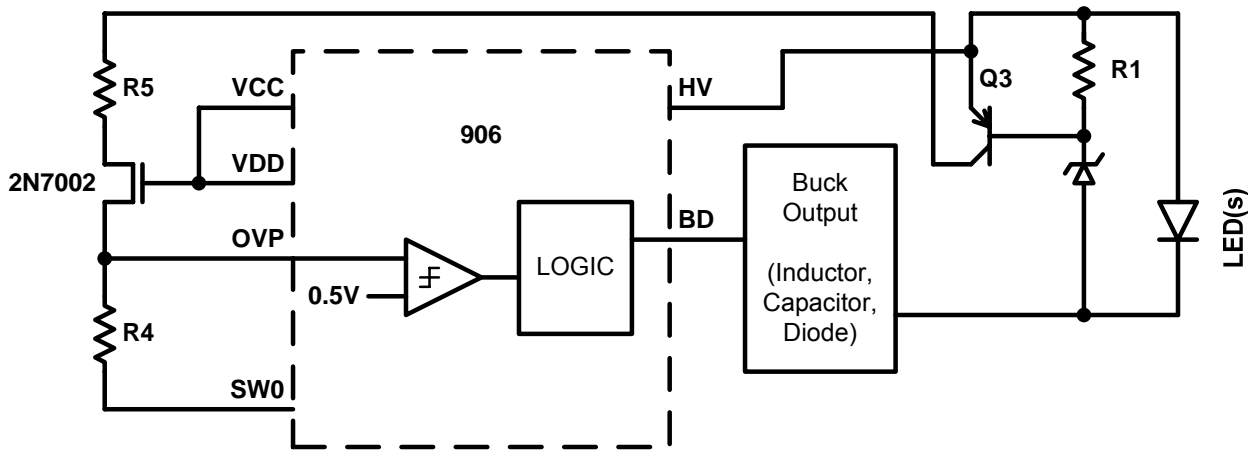 R5
VCC
HV
Q3
R1
906
2N7002
VDD
Buck
Output
(Inductor,
Capacitor,
Diode)
LED(s)
OVP
BD
LOGIC
0.5V
R4
SW0